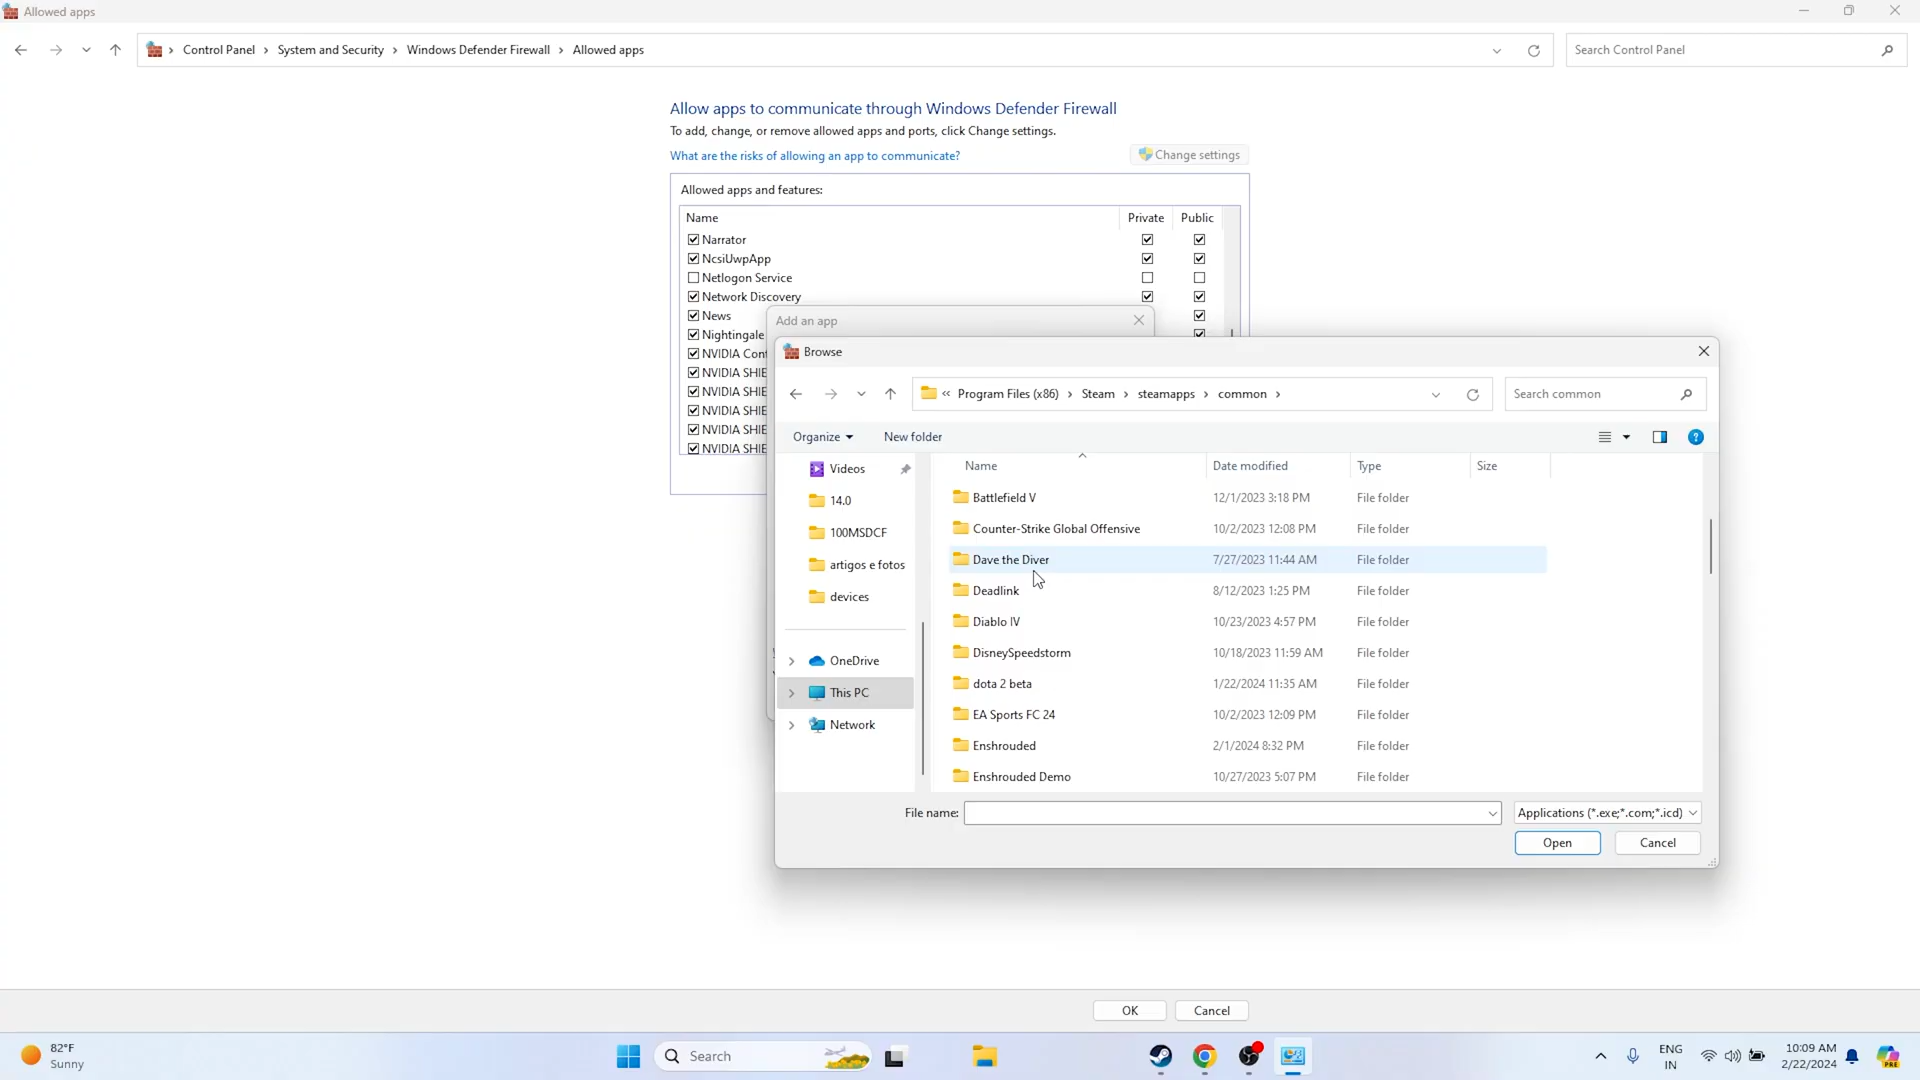 Allowed apps
Control Panel > System and Security > Windows Defender Firewall > Allowed apps
Search Control Panel
Allow apps to communicate through Windows Defender Firewall
To add, change, or remove allowed apps and ports, click Change settings.
What are the risks of allowing an app to communicate?
Change settings
Allowed apps and features:
Name Private Public
Narrator
NcsiUwpApp
Netlogon Service
Network Discovery
News
Nightingale
NVIDIA Cont
NVIDIA SHIE
NVIDIA SHIE
NVIDIA SHIE
NVIDIA SHIE
NVIDIA SHIE
Add an app
Browse
« Program Files (x86) > Steam > steamapps > common >
Search common
Organize New folder
Videos
14.0
100MSDCF
artigos e fotos
devices
OneDrive
This PC
Network
Name Date modified Type Size
Battlefield V 12/1/2023 3:18 PM File folder
Counter-Strike Global Offensive 10/2/2023 12:08 PM File folder
Dave the Diver 7/27/2023 11:44 AM File folder
Deadlink 8/12/2023 1:25 PM File folder
Diablo IV 10/23/2023 4:57 PM File folder
DisneySpeedstorm 10/18/2023 11:59 AM File folder
dota 2 beta 1/22/2024 11:35 AM File folder
EA Sports FC 24 10/2/2023 12:09 PM File folder
Enshrouded 2/1/2024 8:32 PM File folder
Enshrouded Demo 10/27/2023 5:07 PM File folder
File name:
Applications (*.exe;*.com;*.icd)
Open Cancel
OK Cancel
82°F
Sunny
Search
ENG
IN
10:09 AM
2/22/2024
PRE